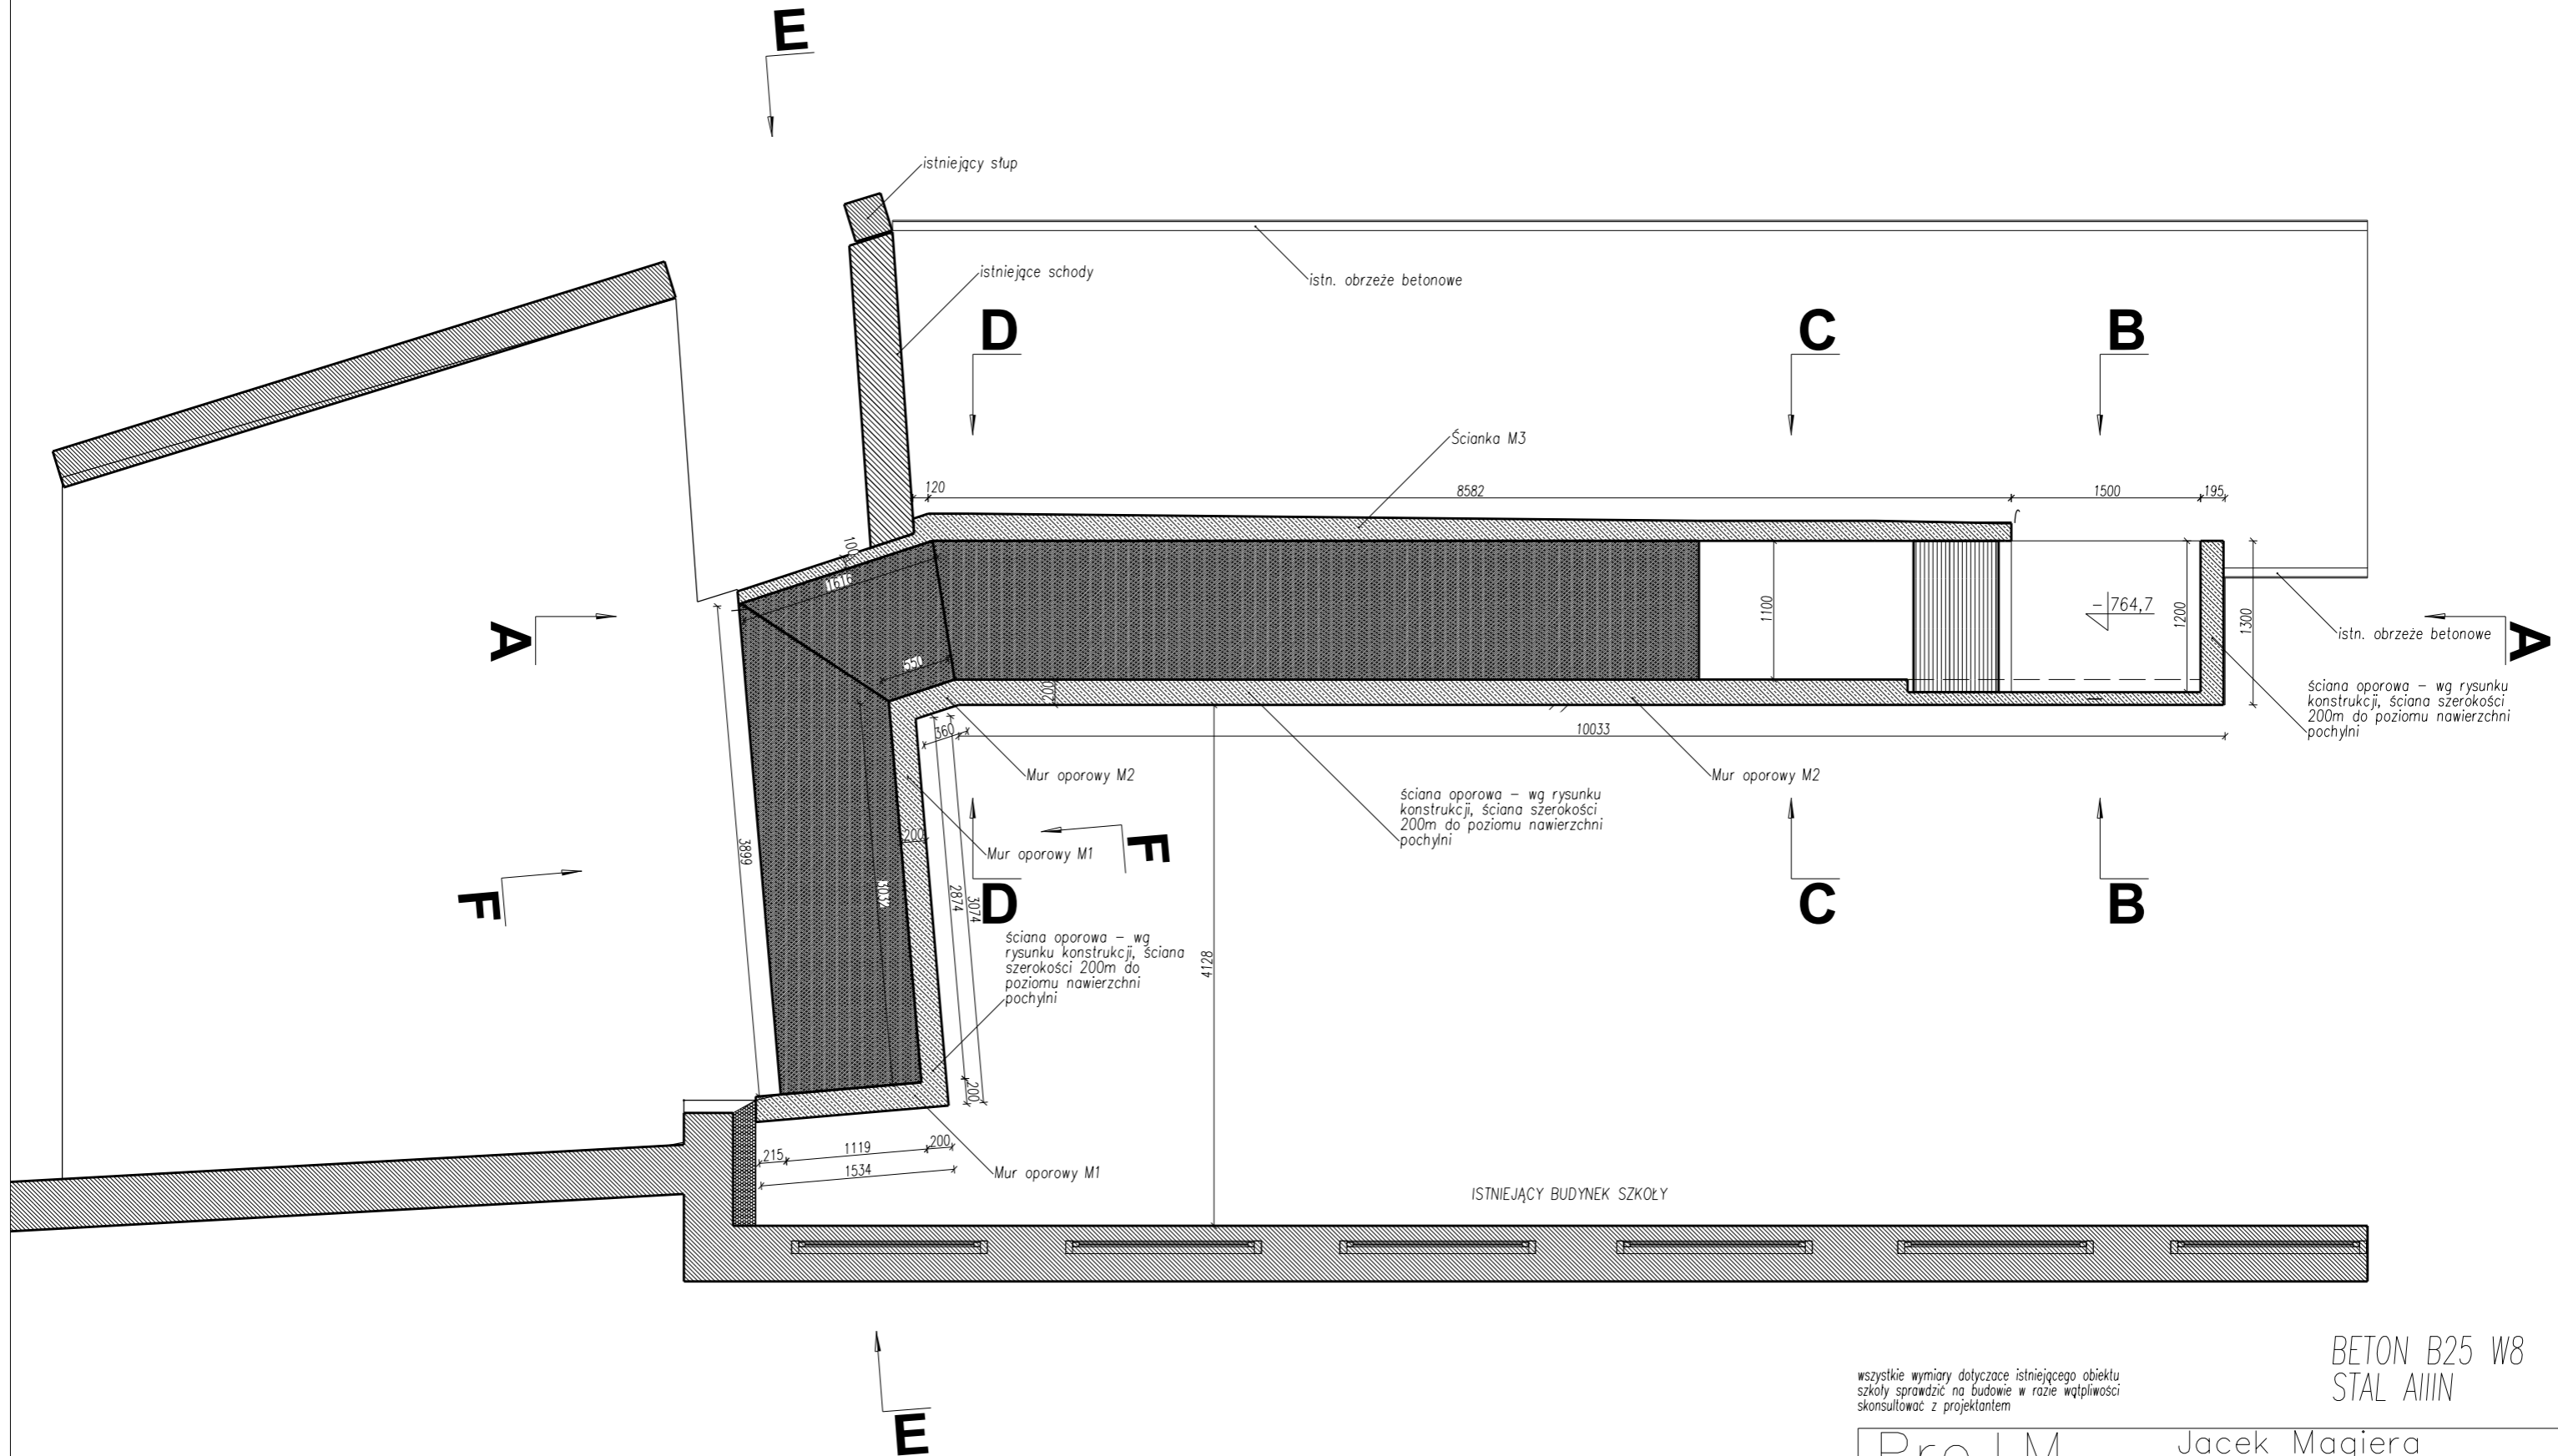 E
istniejący słup
istniejące schody
istn. obrzeże betonowe
D
C
B
Ścianka M3
120
8582
1500
195
100
1616
550
1100
-764,7
1200
1300
istn. obrzeże betonowe
A
A
ściana oporowa – wg rysunku
konstrukcji, ściana szerokości
200m do poziomu nawierzchni
pochylni
200
360
10033
Mur oporowy M2
Mur oporowy M2
ściana oporowa – wg rysunku
konstrukcji, ściana szerokości
200m do poziomu nawierzchni
pochylni
3899
200
Mur oporowy M1
F
F
3032
2874
3074
D
C
B
ściana oporowa – wg
rysunku konstrukcji, ściana
szerokości 200m do
poziomu nawierzchni
pochylni
4128
200
215
1119
200
1534
Mur oporowy M1
ISTNIEJĄCY BUDYNEK SZKOŁY
E
wszystkie wymiary dotyczace istniejącego obiektu
szkoły sprawdzić na budowie w razie wątpliwości
skonsultować z projektantem
BETON B25 W8
STAL AIIIN
Jacek Magiera